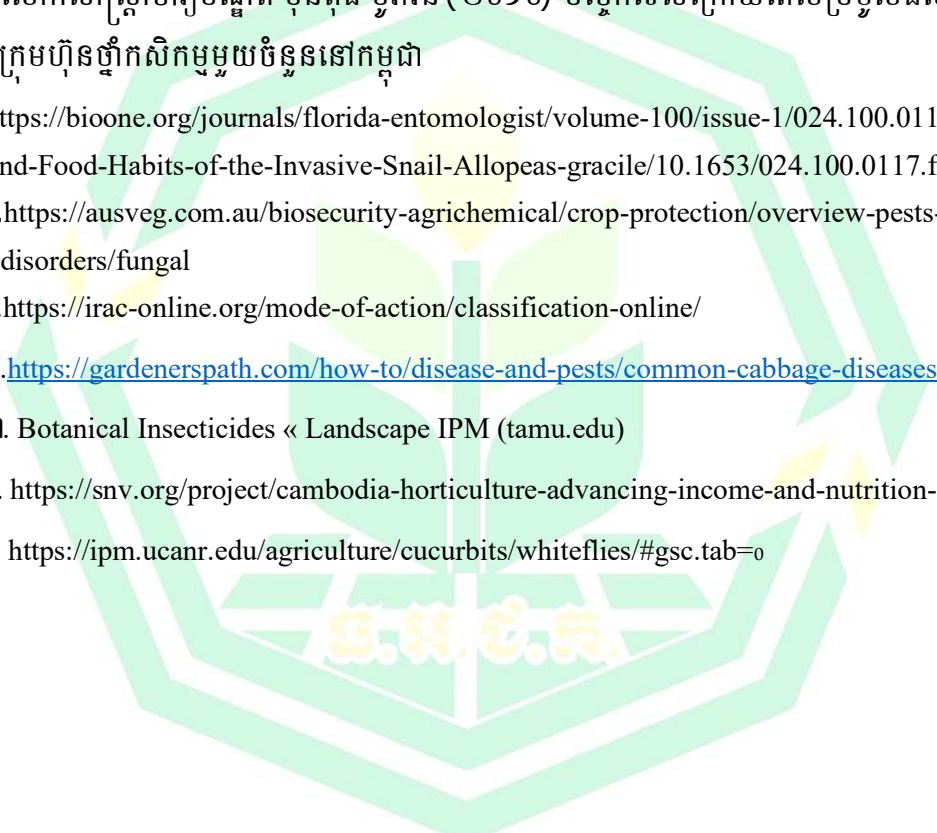 ក្រុមហ៊ុនថ្នាំកសិកម្មមួយចំនួននៅកម្ពុជា
ttps://bioone.org/journals/florida-entomologist/volume-100/issue-1/024.100.011
nd-Food-Habits-of-the-Invasive-Snail-Allopeas-gracile/10.1653/024.100.0117.f
.https://ausveg.com.au/biosecurity-agrichemical/crop-protection/overview-pests-
disorders/fungal
.https://irac-online.org/mode-of-action/classification-online/
.https://gardenerspath.com/how-to/disease-and-pests/common-cabbage-diseases
. Botanical Insecticides « Landscape IPM (tamu.edu)
. https://snv.org/project/cambodia-horticulture-advancing-income-and-nutrition-
https://ipm.ucanr.edu/agriculture/cucurbits/whiteflies/#gsc.tab=0
ធ.អ.ជ.ក.